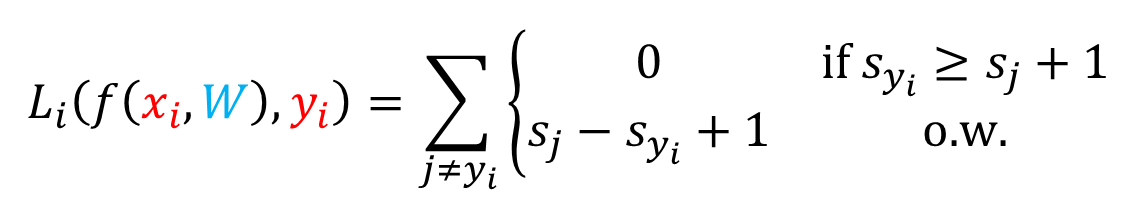 $L_i(f(x_i, W), y_i) = \sum_{j \neq y_i} \begin{cases} 0 & \text{if } s_{y_i} \geq s_j + 1 \\ s_j - s_{y_i} + 1 & \text{o.w.} \end{cases}$